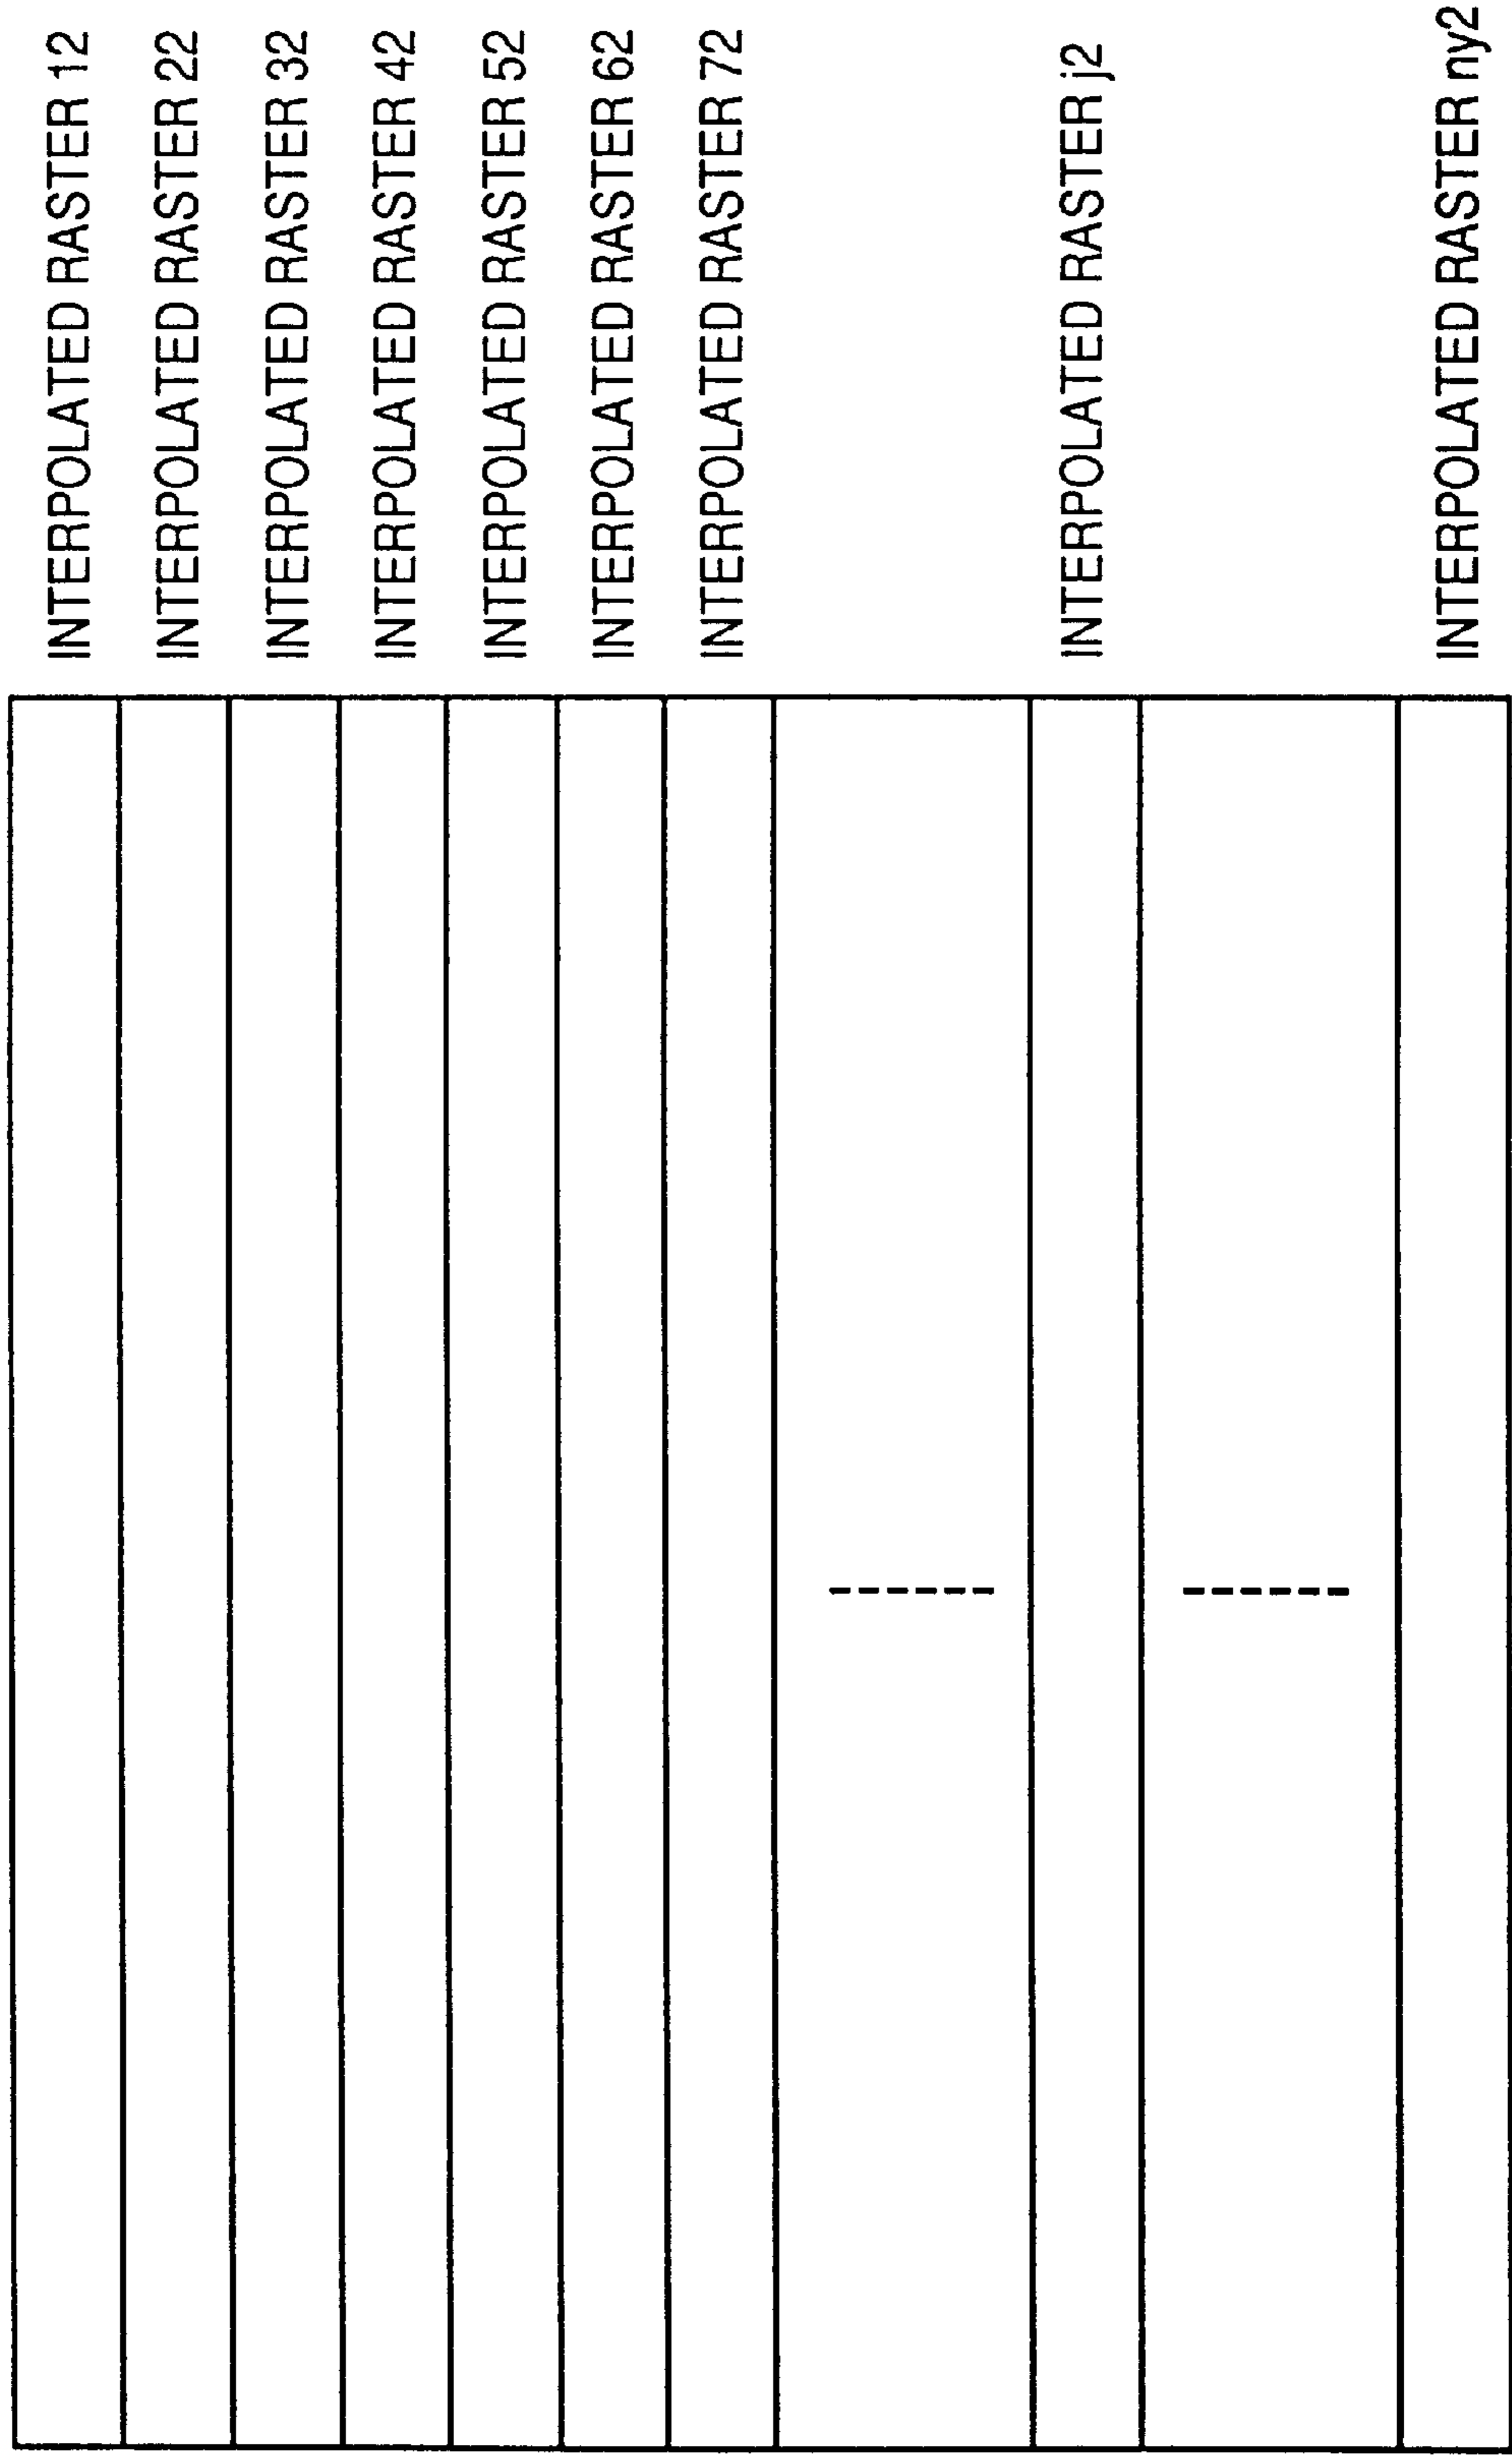 INTERPOLATED RASTER 12
INTERPOLATED RASTER 22
INTERPOLATED RASTER 32
INTERPOLATED RASTER 42
INTERPOLATED RASTER 52
INTERPOLATED RASTER 62
INTERPOLATED RASTER 72
INTERPOLATED RASTER j2
INTERPOLATED RASTER ny2